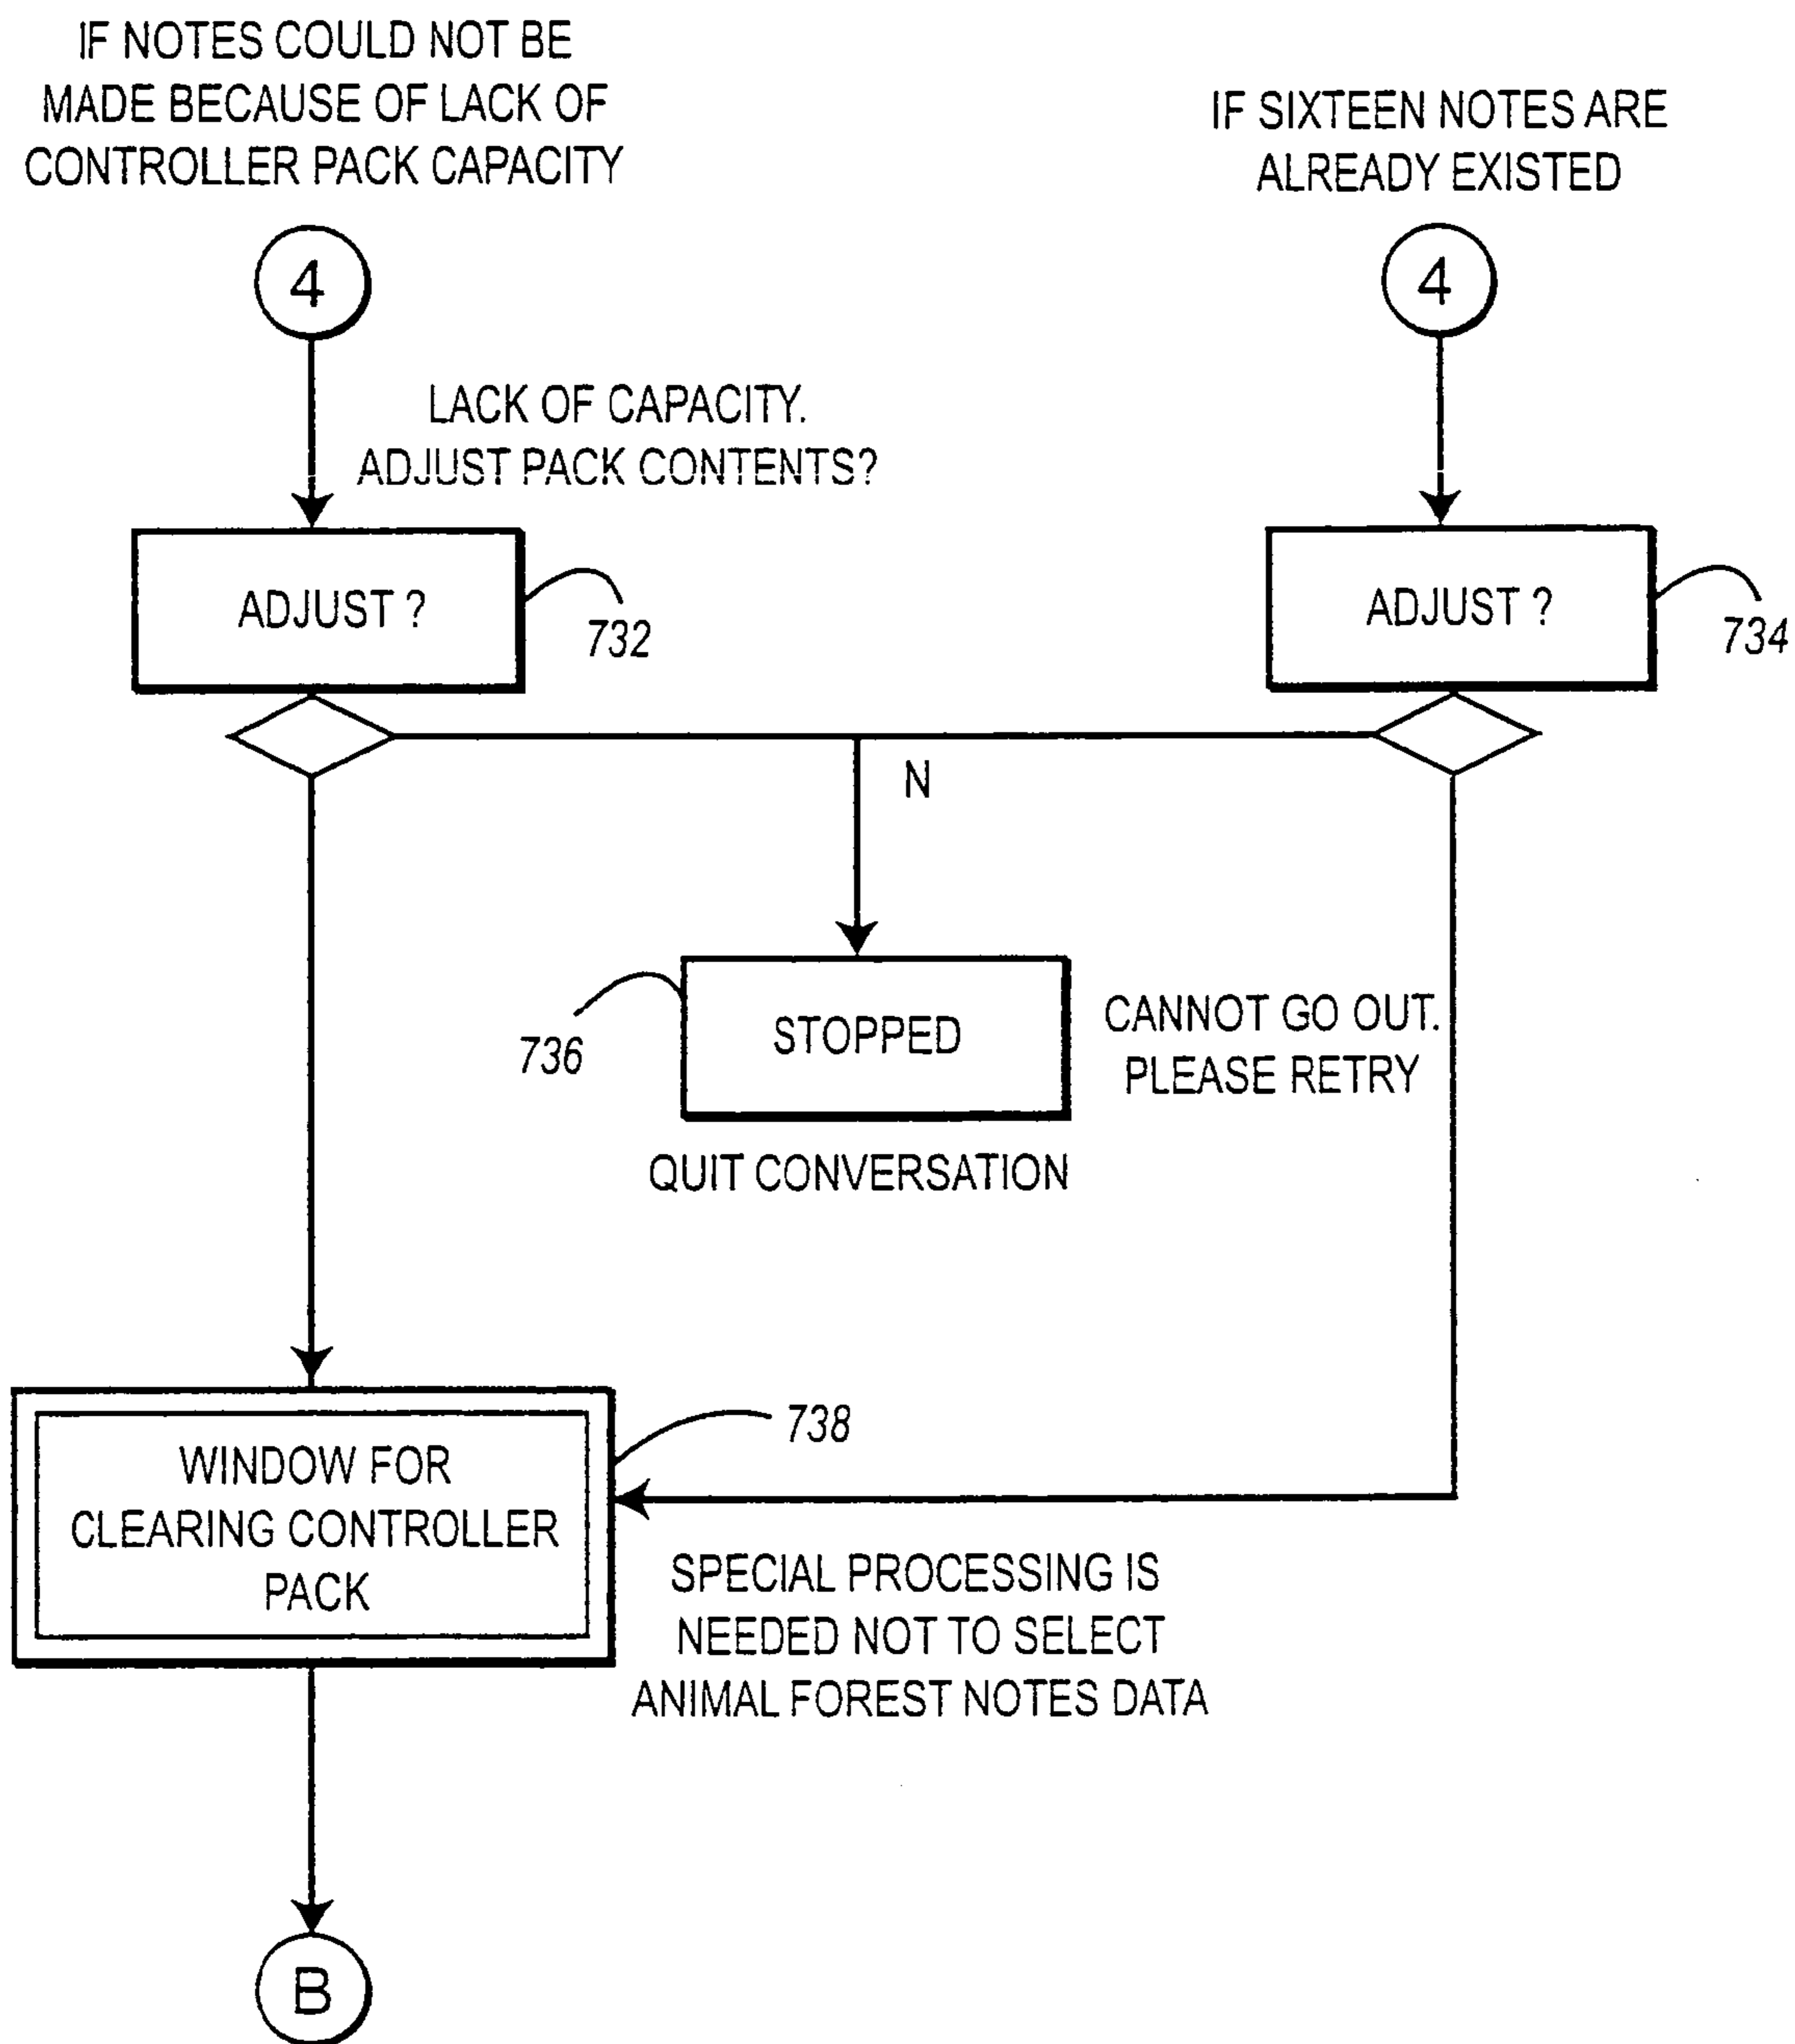 IF NOTES COULD NOT BE
MADE BECAUSE OF LACK OF
CONTROLLER PACK CAPACITY
IF SIXTEEN NOTES ARE
ALREADY EXISTED
4
4
LACK OF CAPACITY.
ADJUST PACK CONTENTS?
ADJUST ?
732
ADJUST ?
734
N
STOPPED
736
CANNOT GO OUT.
PLEASE RETRY
QUIT CONVERSATION
WINDOW FOR
CLEARING CONTROLLER
PACK
738
SPECIAL PROCESSING IS
NEEDED NOT TO SELECT
ANIMAL FOREST NOTES DATA
B